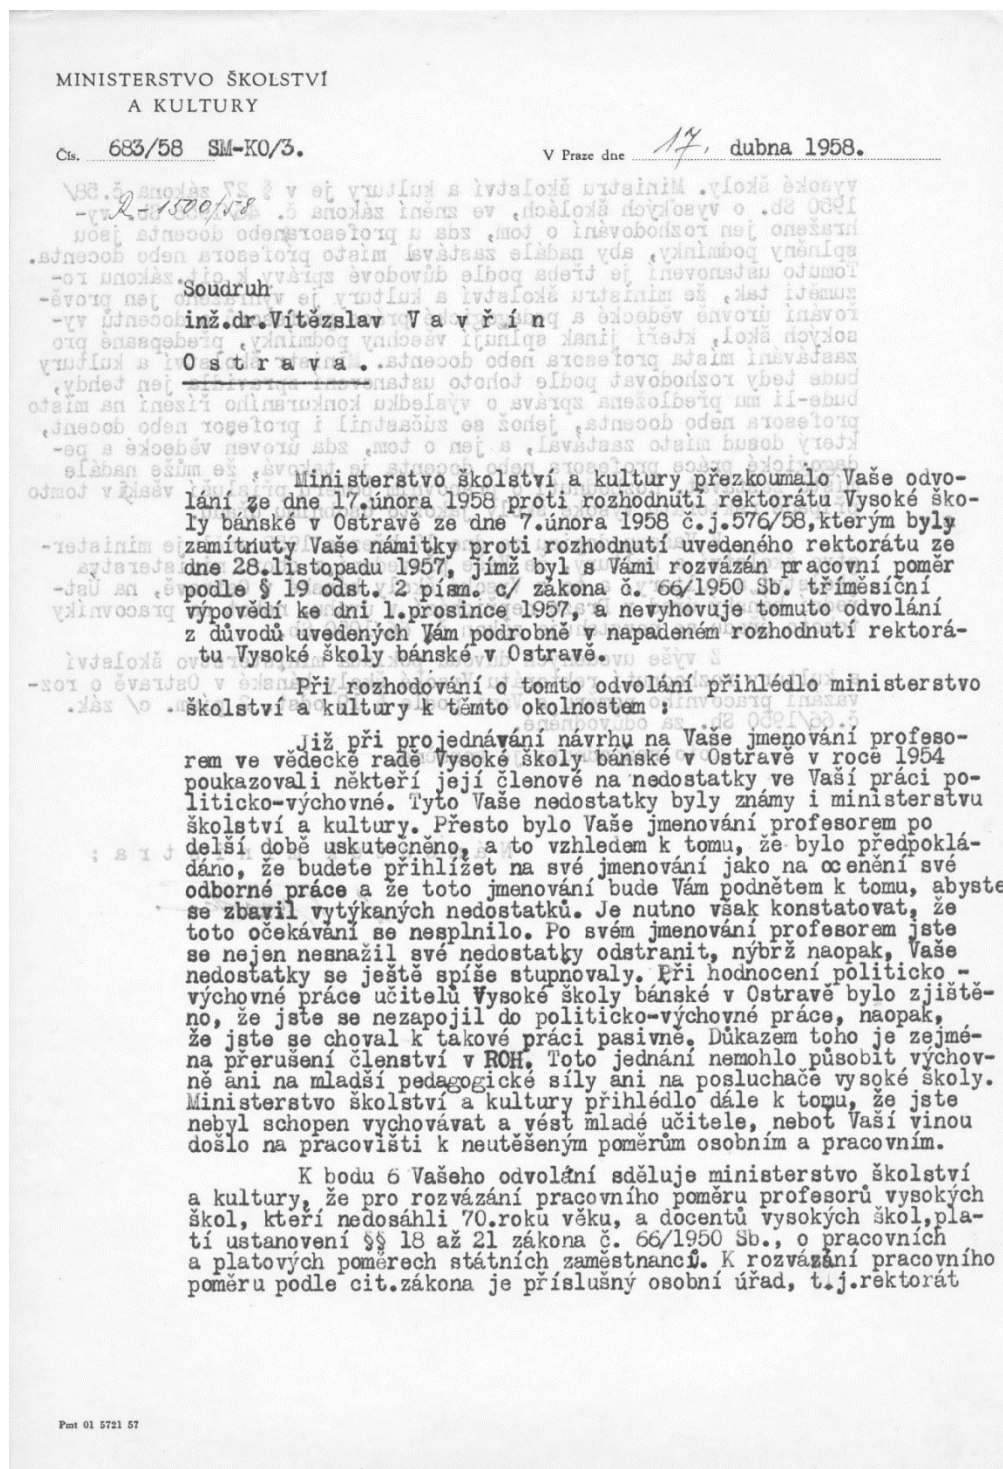 MINISTERSTVO ŠKOLSTVÍ
A KULTURY
Čís. 683/58 SM-KO/3.
V Praze dne 17. dubna 1958.
R-1500/58
Soudruh
inž.dr.Vítězslav V a v ř í n
O s t r a v a .
Ministerstvo školství a kultury přezkoumalo Vaše odvo-
lání ze dne 17.února 1958 proti rozhodnutí rektorátu Vysoké ško-
ly báňské v Ostravě ze dne 7.února 1958 č.j.576/58,kterým byly
zamítnuty Vaše námitky proti rozhodnutí uvedeného rektorátu ze
dne 28.listopadu 1957, jímž byl s Vámi rozvázán pracovní poměr
podle § 19 odst. 2 písm. c/ zákona č. 66/1950 Sb. tříměsíční
výpovědí ke dni 1.prosince 1957, a nevyhovuje tomuto odvolání
z důvodů uvedených Vám podrobně v napadeném rozhodnutí rektorá-
tu Vysoké školy báňské v Ostravě.
Při rozhodování o tomto odvolání přihlédlo ministerstvo
školství a kultury k těmto okolnostem :
Již při projednávání návrhu na Vaše jmenování profeso-
rem ve vědecké radě Vysoké školy báňské v Ostravě v roce 1954
poukazovali někteří její členové na nedostatky ve Vaší práci po-
liticko-výchovné. Tyto Vaše nedostatky byly známy i ministerstvu
školství a kultury. Přesto bylo Vaše jmenování profesorem po
delší době uskutečněno, a to vzhledem k tomu, že bylo předpoklá-
dáno, že budete přihlížet na své jmenování jako na ocenění své
odborné práce a že toto jmenování bude Vám podnětem k tomu, abyste
se zbavil vytýkaných nedostatků. Je nutno však konstatovat, že
toto očekávání se nesplnilo. Po svém jmenování profesorem jste
se nejen nesnažil své nedostatky odstranit, nýbrž naopak, Vaše
nedostatky se ještě spíše stupňovaly. Při hodnocení politicko -
výchovné práce učitelů Vysoké školy báňské v Ostravě bylo zjiště-
no, že jste se nezapojil do politicko-výchovné práce, naopak,
že jste se choval k takové práci pasivně. Důkazem toho je zejmé-
na přerušení členství v ROH. Toto jednání nemohlo působit výchov-
ně ani na mladší pedagogické síly ani na posluchače vysoké školy.
Ministerstvo školství a kultury přihlédlo dále k tomu, že jste
nebyl schopen vychovávat a vést mladé učitele, neboť Vaší vinou
došlo na pracovišti k neutěšeným poměrům osobním a pracovním.
K bodu 6 Vašeho odvolání sděluje ministerstvo školství
a kultury, že pro rozvázání pracovního poměru profesorů vysokých
škol, kteří nedosáhli 70.roku věku, a docentů vysokých škol,pla-
tí ustanovení §§ 18 až 21 zákona č. 66/1950 Sb., o pracovních
a platových poměrech státních zaměstnanců. K rozvázání pracovního
poměru podle cit.zákona je příslušný osobní úřad, t.j.rektorát
Pmt 01 5721 57